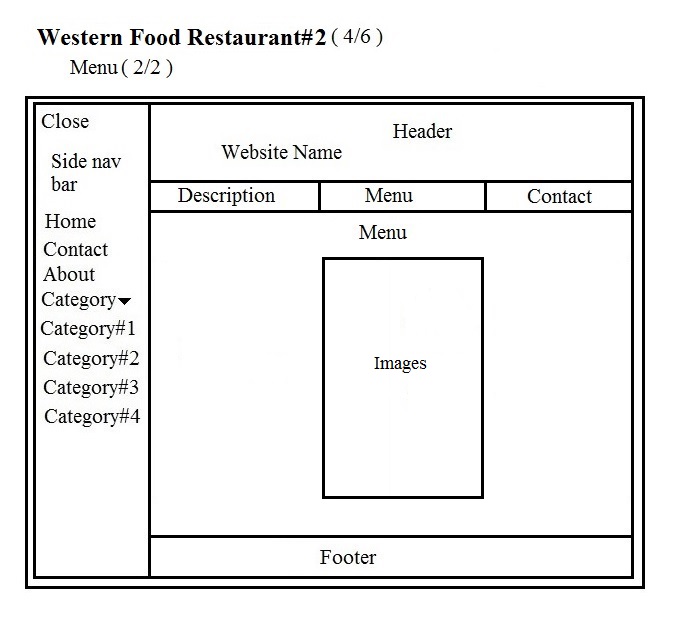 Western Food Restaurant#2 ( 4/6 )
Menu ( 2/2 )
Close
Side nav
bar
Home
Contact
About
Category
Category#1
Category#2
Category#3
Category#4
Header
Website Name
Description Menu Contact
Menu
Images
Footer